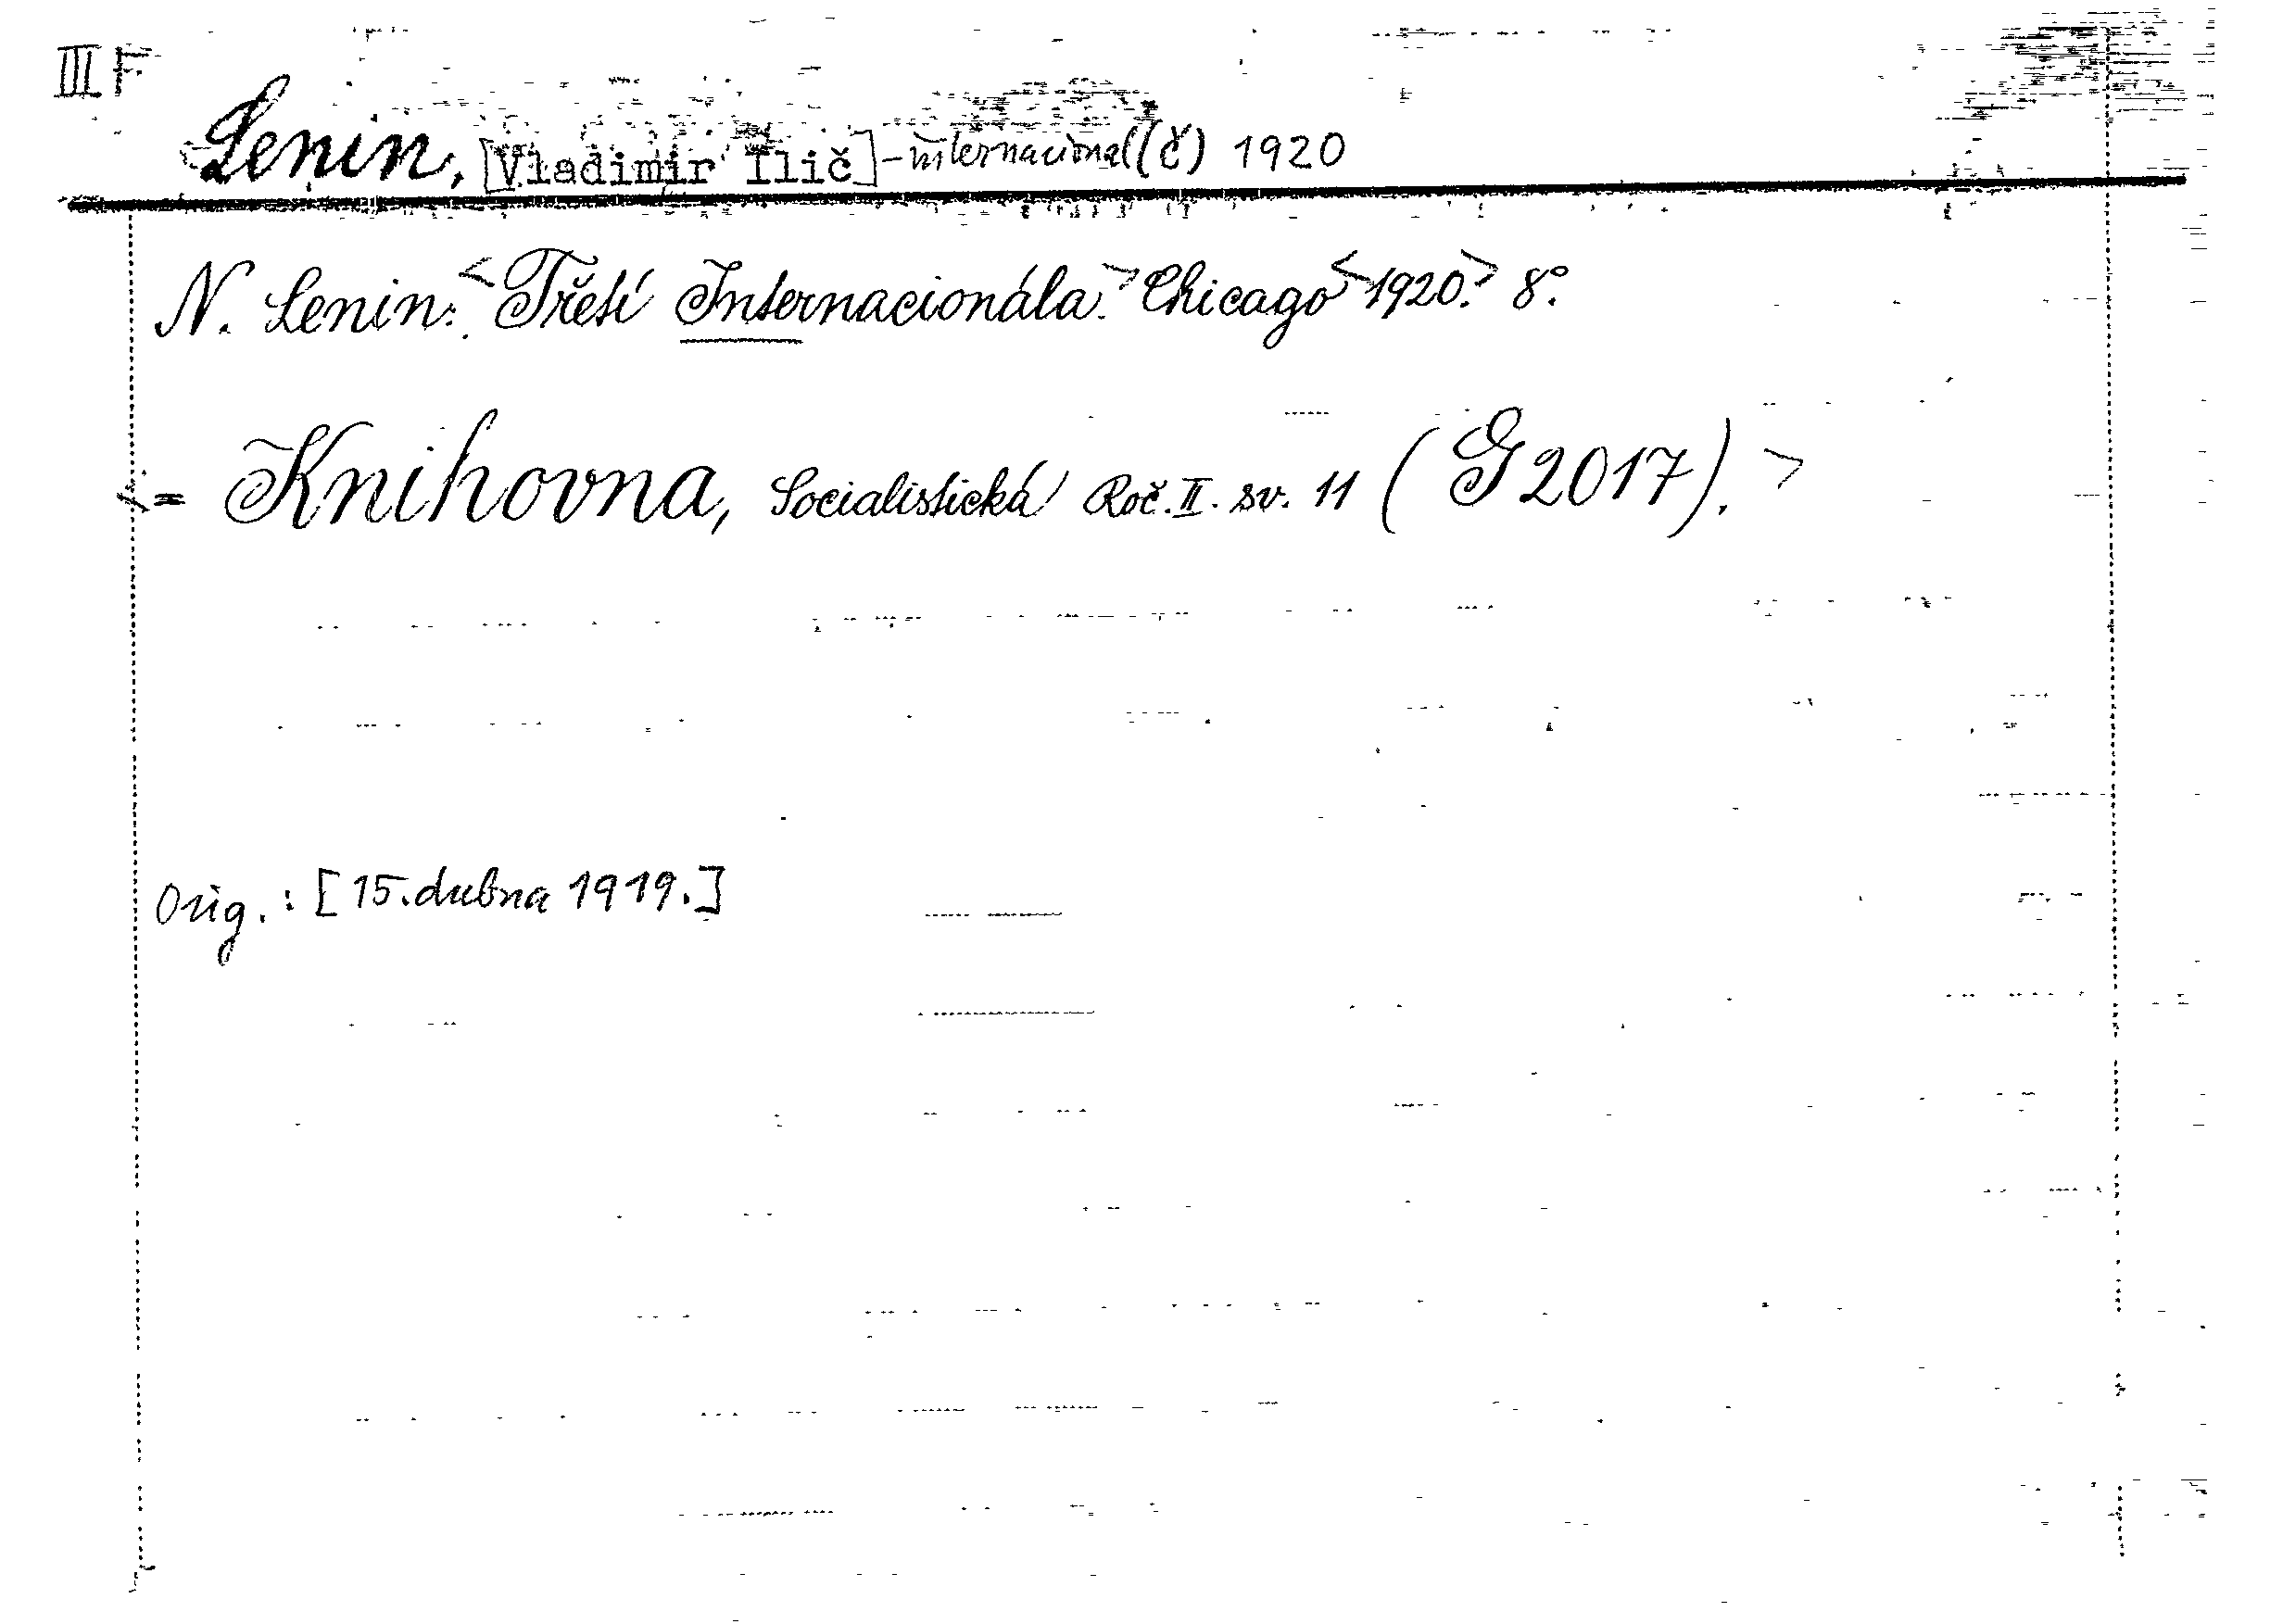 III F
Lenin, [Vladimir Ilič] - internacional (č) 1920
N. Lenin: <Třetí Internacionála.> Chicago <1920.> 8°.
<= Knihovna, Socialistická Roč. II. sv. 11 (G 2017). >
Orig.: [15. dubna 1919.]